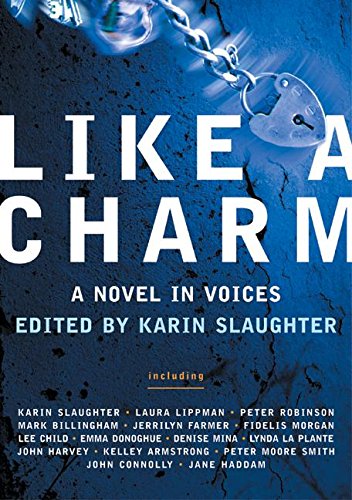 LIKE A
CHARM
A NOVEL IN VOICES
EDITED BY KARIN SLAUGHTER
including
KARIN SLAUGHTER • LAURA LIPPMAN • PETER ROBINSON
MARK BILLINGHAM • JERRILYN FARMER • FIDELIS MORGAN
LEE CHILD • EMMA DONOGHUE • DENISE MINA • LYNDA LA PLANTE
JOHN HARVEY • KELLEY ARMSTRONG • PETER MOORE SMITH
JOHN CONNOLLY • JANE HADDAM